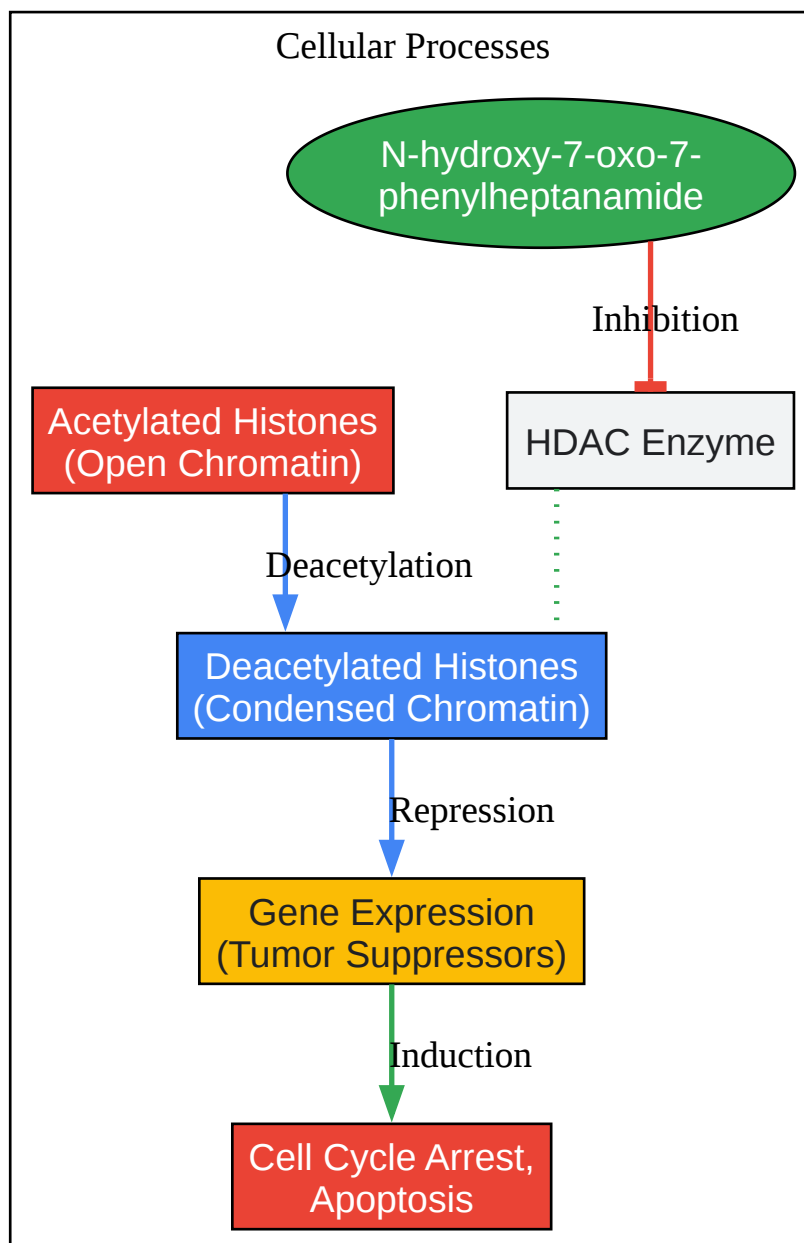 Cellular Processes
N-hydroxy-7-oxo-7-
phenylheptanamide
Inhibition
Acetylated Histones
(Open Chromatin)
HDAC Enzyme
Deacetylation
Deacetylated Histones
(Condensed Chromatin)
Repression
Gene Expression
(Tumor Suppressors)
Induction
Cell Cycle Arrest,
Apoptosis